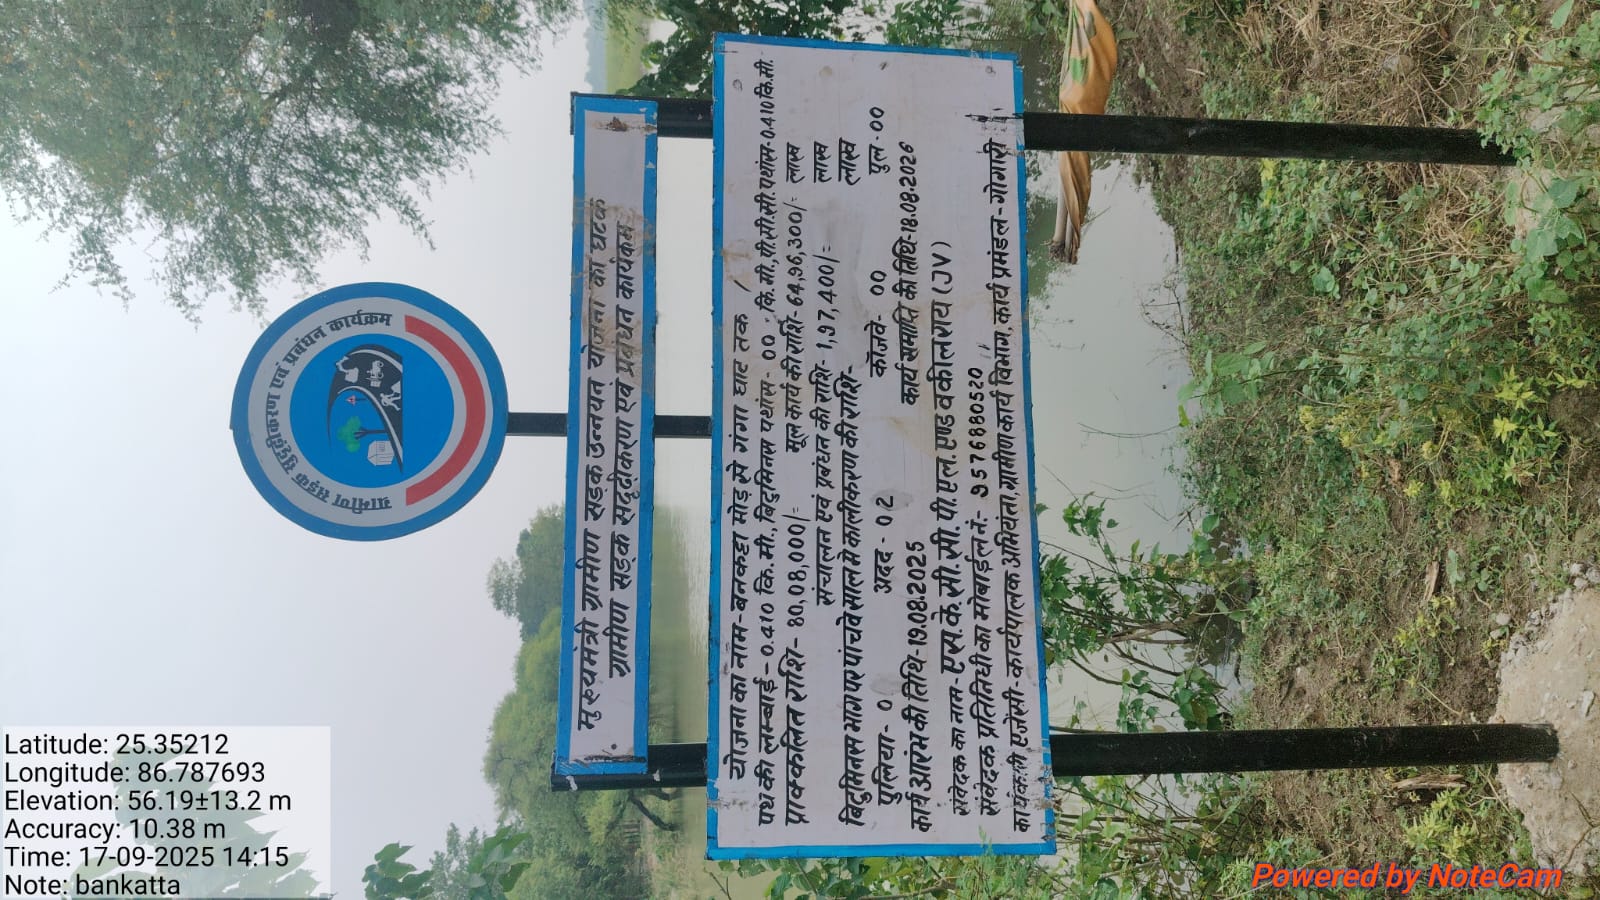 ग्रामीण सड़क सुदृढ़ीकरण एवं प्रबंधन कार्यक्रम
मुख्यमंत्री ग्रामीण सड़क उन्नयन योजना का घटक
ग्रामीण सड़क सुदृढ़ीकरण एवं प्रबंधन कार्यक्रम
योजना का नाम-बनकट्टा मोड़ से गंगा घाट तक
पथ की लम्बाई - 0.410 कि.मी., बिटुमिनस पथांस- 00 कि.मी.,पी.सी.सी.पथांस-0.410 कि.मी.
प्राक्कलित राशि- 80,08,000/= मूल कार्य की राशि- 64,96,300/= लाख
संचालन एवं प्रबंधन की राशि- 1,97,400/= लाख
बिटुमिनस भाग पर पांचवे साल मे कालीकरण की राशि- लाख
पुलिया- 0 अदद - 02 कॉजवे- 00 पुल - 00
कार्य आरंभ की तिथि-19.08.2025 कार्य समाप्ति की तिथि-18.08.2026
संवेदक का नाम- एस.के.सी.सी.पी.एल.एण्ड वकील राय (JV)
संवेदक प्रतिनिधी का मोबाईल नं:- 9576880520
कार्यकारी एजेंसी-कार्यपालक अभियंता,ग्रामीण कार्य विभाग, कार्य प्रमंडल-गोगरी
Latitude: 25.35212
Longitude: 86.787693
Elevation: 56.19±13.2 m
Accuracy: 10.38 m
Time: 17-09-2025 14:15
Note: bankatta
Powered by NoteCam